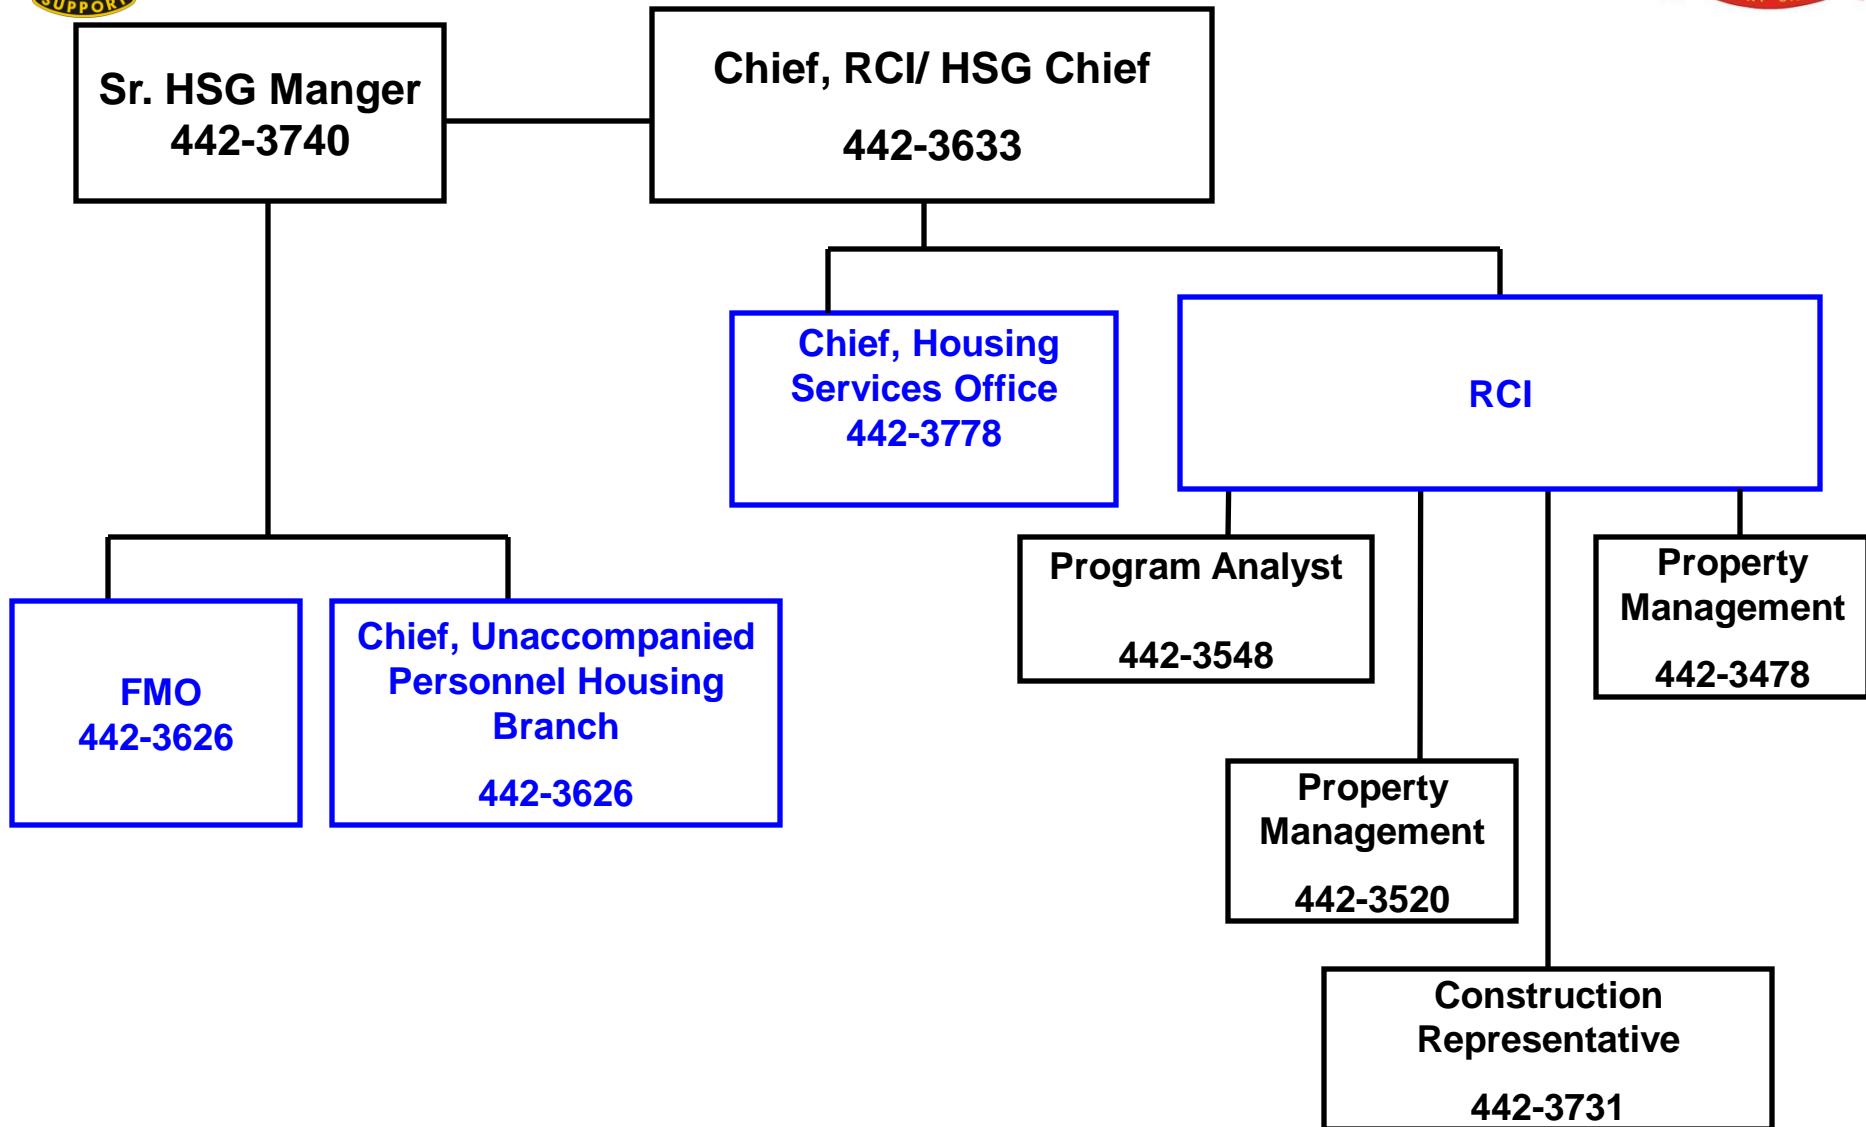 SUPPORT
Sr. HSG Manger
442-3740
Chief, RCI/ HSG Chief
442-3633
Chief, Housing
Services Office
442-3778
RCI
Program Analyst
442-3548
Property
Management
442-3478
FMO
442-3626
Chief, Unaccompanied
Personnel Housing
Branch
442-3626
Property
Management
442-3520
Construction
Representative
442-3731